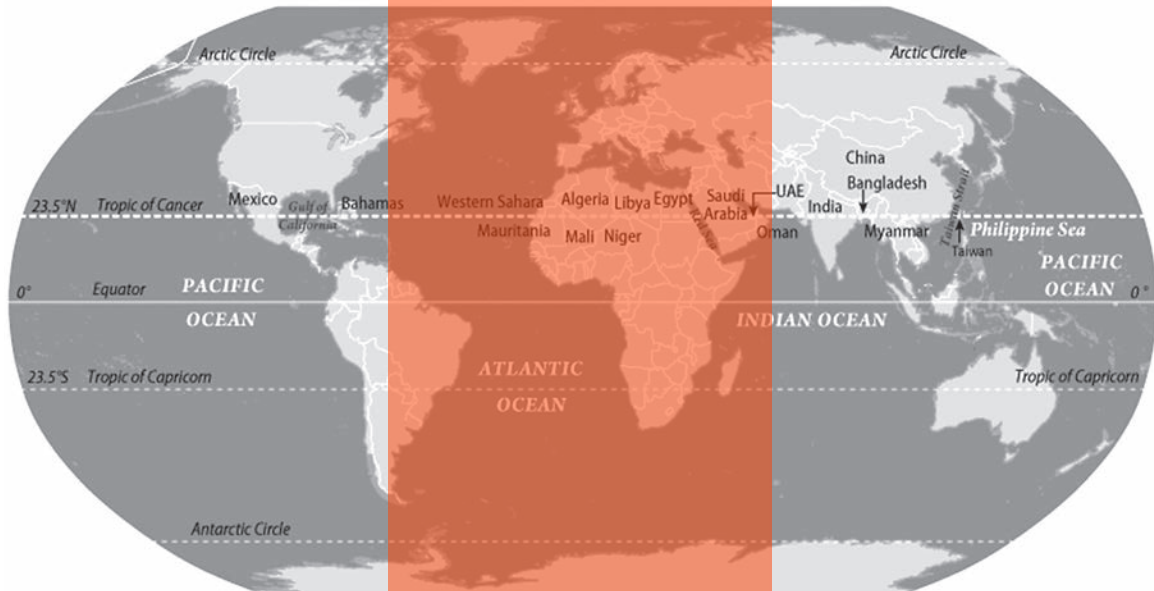 Arctic Circle
Arctic Circle
China
Bangladesh
23.5°N Tropic of Cancer
Mexico
Gulf of
California
Bahamas
Western Sahara
Mauritania
Algeria
Libya
Egypt
Mali
Niger
Red Sea
Saudi
Arabia
UAE
Oman
India
Myanmar
Taiwan Strait
Taiwan
Philippine Sea
PACIFIC
OCEAN
0° Equator
PACIFIC
OCEAN
0°
INDIAN OCEAN
ATLANTIC
OCEAN
23.5°S Tropic of Capricorn
Tropic of Capricorn
Antarctic Circle